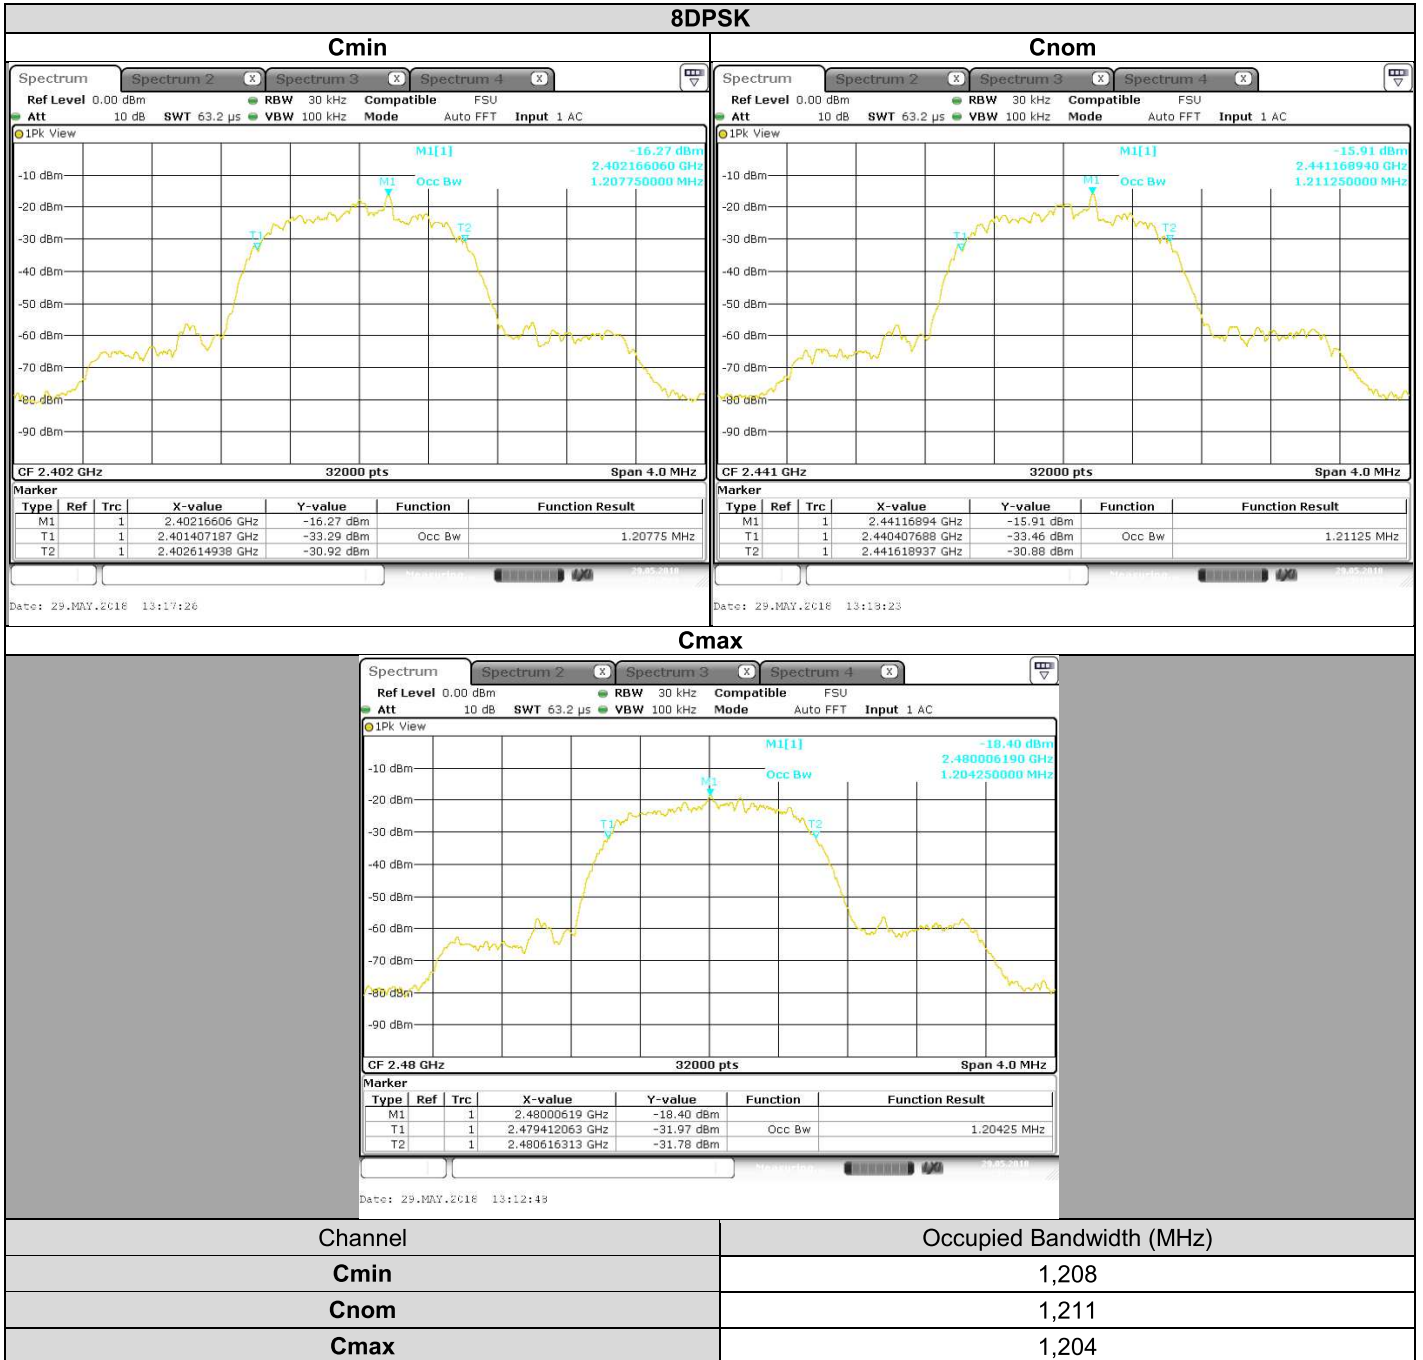 8DPSK
Cmin
Spectrum Spectrum 2 X Spectrum 3 X Spectrum 4 X
Ref Level 0.00 dBm RBW 30 kHz Compatible FSU
Att 10 dB SWT 63.2 µs VBW 100 kHz Mode Auto FFT Input 1 AC
1Pk View
M1[1] -16.27 dBm
2.402166060 GHz
Occ Bw 1.207750000 MHz
M1
T1
T2
-10 dBm
-20 dBm
-30 dBm
-40 dBm
-50 dBm
-60 dBm
-70 dBm
-80 dBm
-90 dBm
CF 2.402 GHz 32000 pts Span 4.0 MHz
Marker
Type Ref Trc X-value Y-value Function Function Result
M1 1 2.40216606 GHz -16.27 dBm
T1 1 2.401407187 GHz -33.29 dBm Occ Bw 1.20775 MHz
T2 1 2.402614938 GHz -30.92 dBm
29.05.2018
Date: 29.MAY.2018 13:17:26
Cnom
Spectrum Spectrum 2 X Spectrum 3 X Spectrum 4 X
Ref Level 0.00 dBm RBW 30 kHz Compatible FSU
Att 10 dB SWT 63.2 µs VBW 100 kHz Mode Auto FFT Input 1 AC
1Pk View
M1[1] -15.91 dBm
2.441168940 GHz
Occ Bw 1.211250000 MHz
M1
T1
T2
-10 dBm
-20 dBm
-30 dBm
-40 dBm
-50 dBm
-60 dBm
-70 dBm
-80 dBm
-90 dBm
CF 2.441 GHz 32000 pts Span 4.0 MHz
Marker
Type Ref Trc X-value Y-value Function Function Result
M1 1 2.44116894 GHz -15.91 dBm
T1 1 2.440407688 GHz -33.46 dBm Occ Bw 1.21125 MHz
T2 1 2.441618937 GHz -30.88 dBm
29.05.2018
Date: 29.MAY.2018 13:18:23
Cmax
Spectrum Spectrum 2 X Spectrum 3 X Spectrum 4 X
Ref Level 0.00 dBm RBW 30 kHz Compatible FSU
Att 10 dB SWT 63.2 µs VBW 100 kHz Mode Auto FFT Input 1 AC
1Pk View
M1[1] -18.40 dBm
2.480006190 GHz
Occ Bw 1.204250000 MHz
M1
T1
T2
-10 dBm
-20 dBm
-30 dBm
-40 dBm
-50 dBm
-60 dBm
-70 dBm
-80 dBm
-90 dBm
CF 2.48 GHz 32000 pts Span 4.0 MHz
Marker
Type Ref Trc X-value Y-value Function Function Result
M1 1 2.48000619 GHz -18.40 dBm
T1 1 2.479412063 GHz -31.97 dBm Occ Bw 1.20425 MHz
T2 1 2.480616313 GHz -31.78 dBm
Measuring... 29.05.2018
Date: 29.MAY.2018 13:12:48
Channel Occupied Bandwidth (MHz)
Cmin 1,208
Cnom 1,211
Cmax 1,204